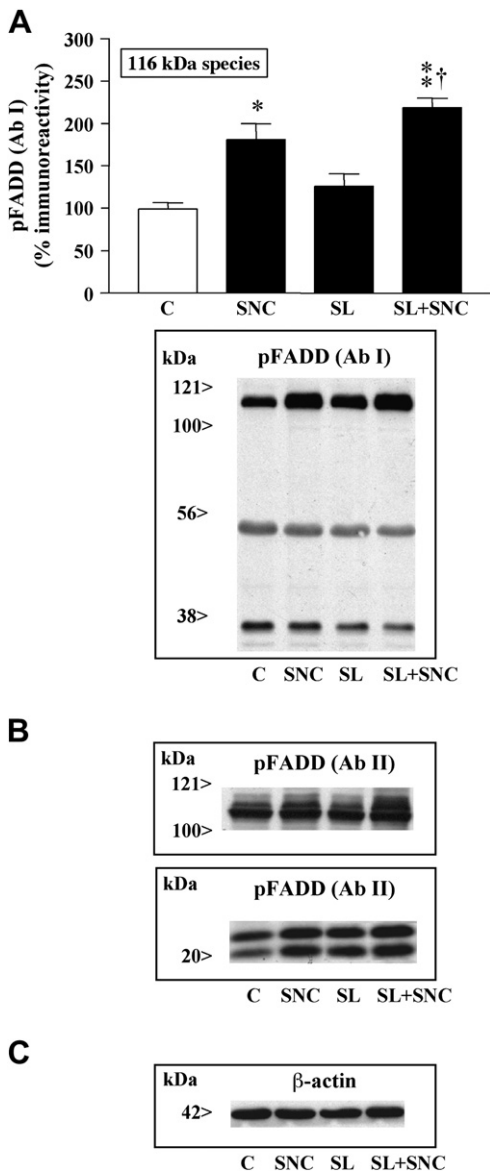 A
pFADD (Ab I)
(% immunoreactivity)
300
250
200
150
100
50
0
116 kDa species
*
**†
C SNC SL SL+SNC
kDa pFADD (Ab I)
121>
100>
56>
38>
C SNC SL SL+SNC
B
kDa pFADD (Ab II)
121>
100>
kDa pFADD (Ab II)
20>
C SNC SL SL+SNC
C
kDa β-actin
42>
C SNC SL SL+SNC